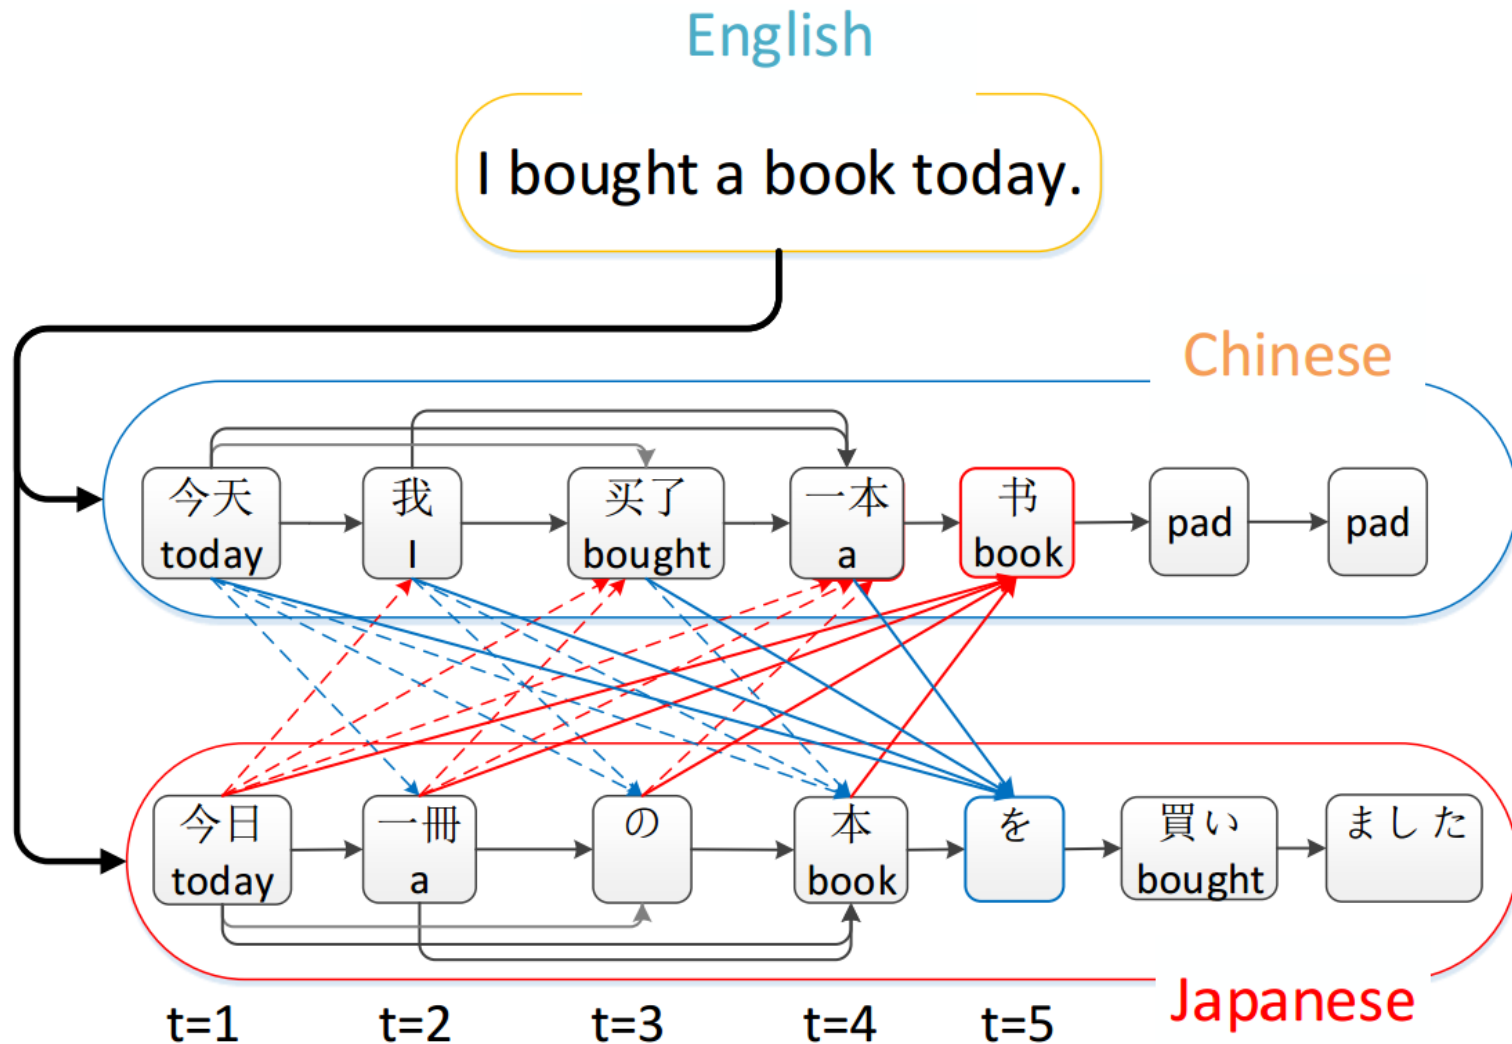 English
I bought a book today.
Chinese
今天 我 买了 一本 书 pad pad
today I bought a book
今日 一冊 の 本 を 買い ました
today a book bought
Japanese
t=1 t=2 t=3 t=4 t=5